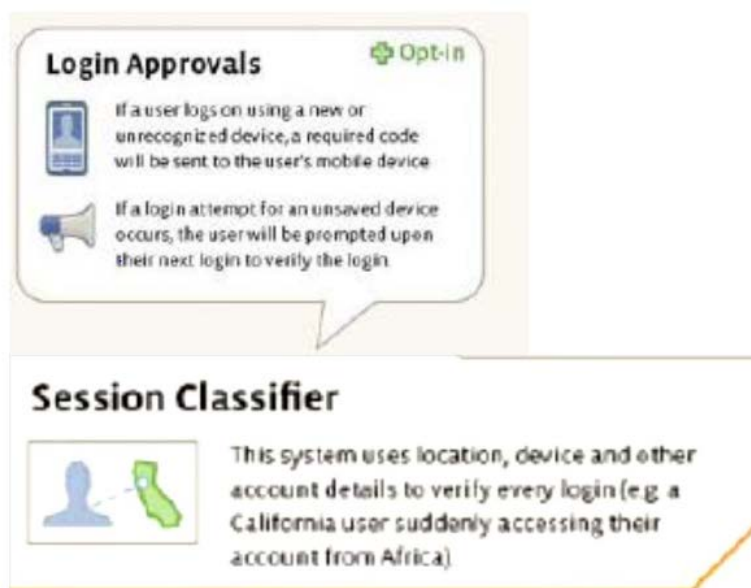 Login Approvals
Opt-in
If a user logs on using a new or
unrecognized device, a required code
will be sent to the user's mobile device
If a login attempt for an unsaved device
occurs, the user will be prompted upon
their next login to verify the login
Session Classifier
This system uses location, device and other
account details to verify every login (e.g. a
California user suddenly accessing their
account from Africa)